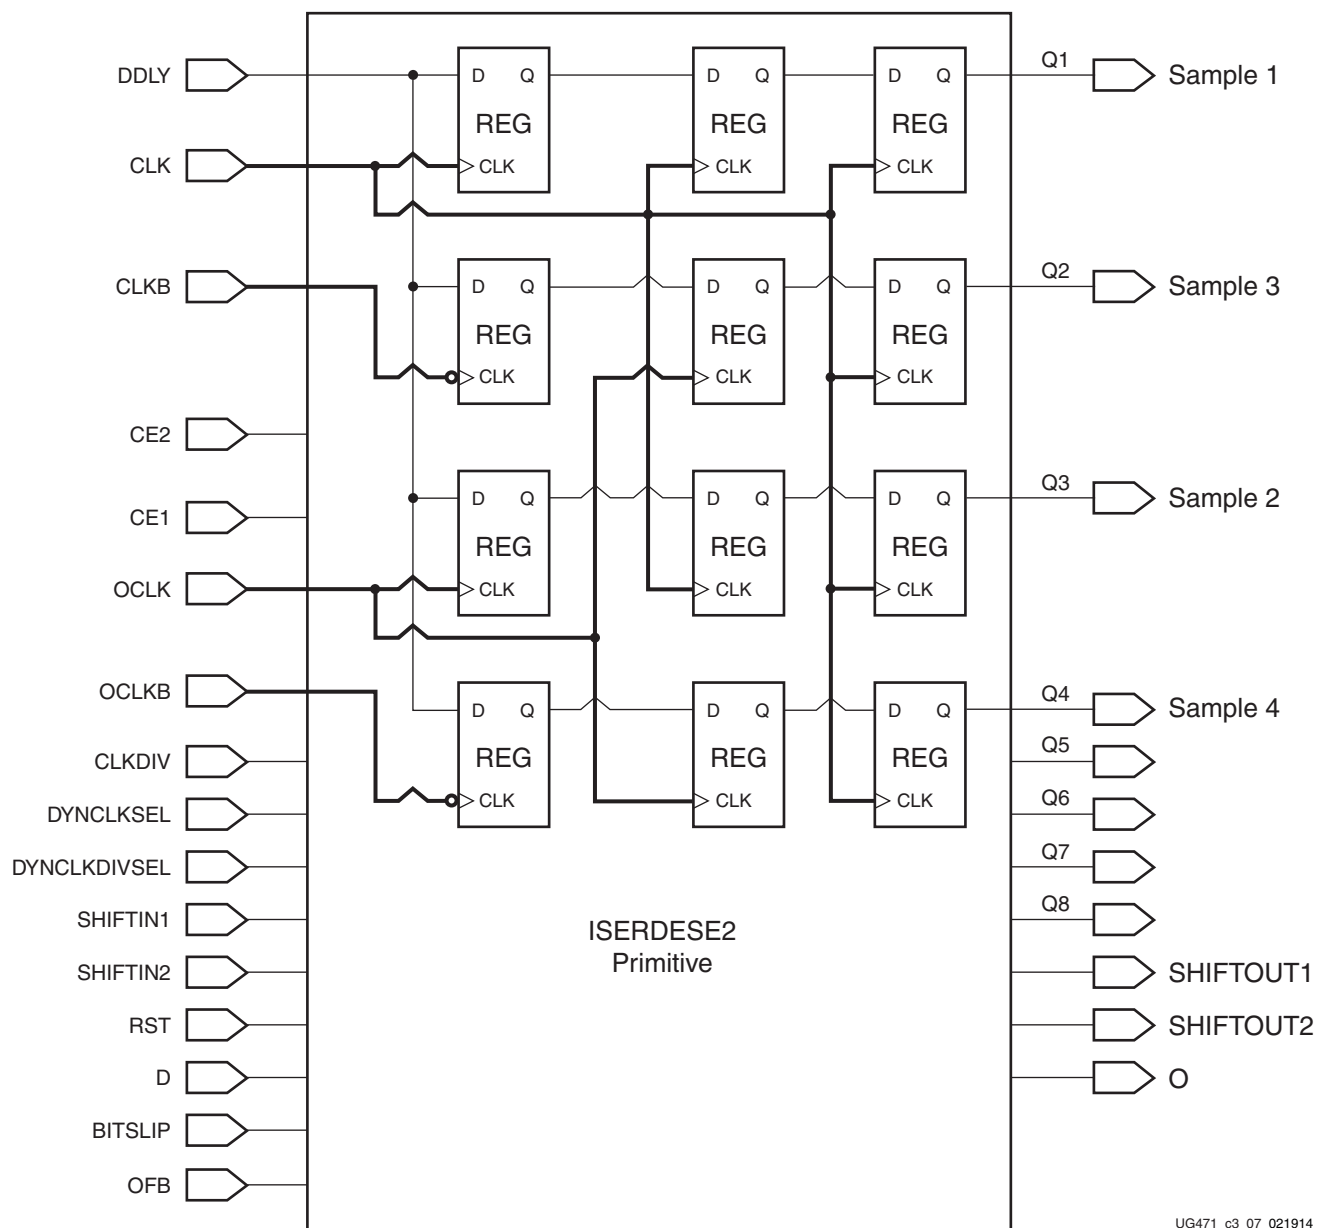 DDLY
D Q
D Q
D Q
Q1
Sample 1
REG
REG
REG
CLK
CLK
CLK
CLK
CLKB
D Q
D Q
D Q
Q2
Sample 3
REG
REG
REG
CLK
CLK
CLK
CE2
CE1
D Q
D Q
D Q
Q3
Sample 2
REG
REG
REG
OCLK
CLK
CLK
CLK
OCLKB
D Q
D Q
D Q
Q4
Sample 4
REG
REG
REG
CLKDIV
Q5
CLK
CLK
CLK
DYNCLKSEL
Q6
DYNCLKDIVSEL
Q7
SHIFTIN1
Q8
ISERDESE2
Primitive
SHIFTIN2
SHIFTOUT1
RST
SHIFTOUT2
D
O
BITSLIP
OFB
UG471_c3_07_021914